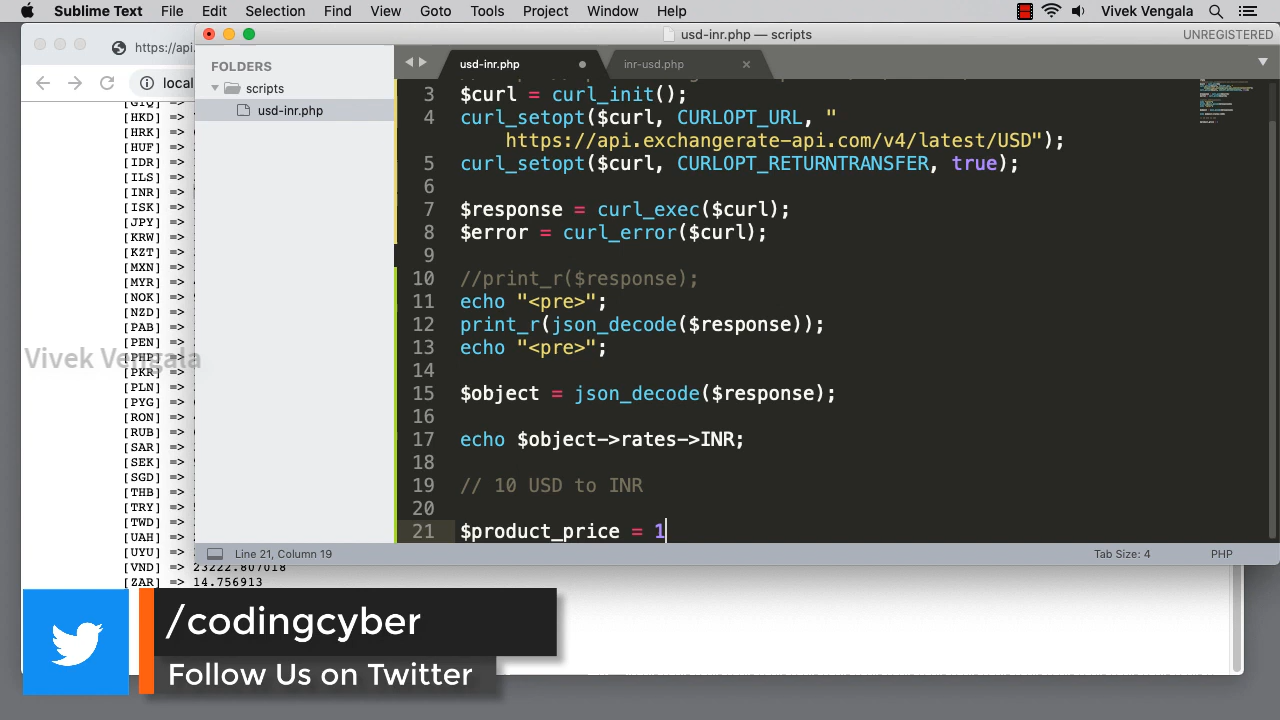 Sublime Text File Edit Selection Find View Goto Tools Project Window Help Vivek Vengala
usd-inr.php — scripts UNREGISTERED
https://api.
local
FOLDERS
scripts
usd-inr.php
usd-inr.php inr-usd.php
[GTQ] =>
[HKD] =>
[HRK] =>
[HUF] =>
[IDR] =>
[ILS] =>
[INR] =>
[ISK] =>
[JPY] =>
[KRW] =>
[KZT] =>
[MXN] =>
[MYR] =>
[NOK] =>
[NZD] =>
[PAB] =>
[PEN] =>
[PHP] =>
[PKR] =>
[PLN] =>
[PYG] =>
[RON] =>
[RUB] =>
[SAR] =>
[SEK] =>
[SGD] =>
[THB] =>
[TRY] =>
[TWD] =>
[UAH] =>
[UYU] =>
[VND] => 23222.807018
[ZAR] => 14.756913
Vivek Vengala
3 $curl = curl_init();
4 curl_setopt($curl, CURLOPT_URL, "
https://api.exchangerate-api.com/v4/latest/USD");
5 curl_setopt($curl, CURLOPT_RETURNTRANSFER, true);
6
7 $response = curl_exec($curl);
8 $error = curl_error($curl);
9
10 //print_r($response);
11 echo "<pre>";
12 print_r(json_decode($response));
13 echo "<pre>";
14
15 $object = json_decode($response);
16
17 echo $object->rates->INR;
18
19 // 10 USD to INR
20
21 $product_price = 1
Line 21, Column 19 Tab Size: 4 PHP
/codingcyber
Follow Us on Twitter